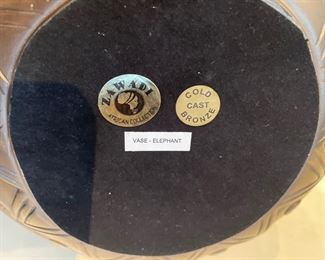 ZAWADI
AFRICAN COLLECTION
COLD
CAST
BRONZE
VASE - ELEPHANT